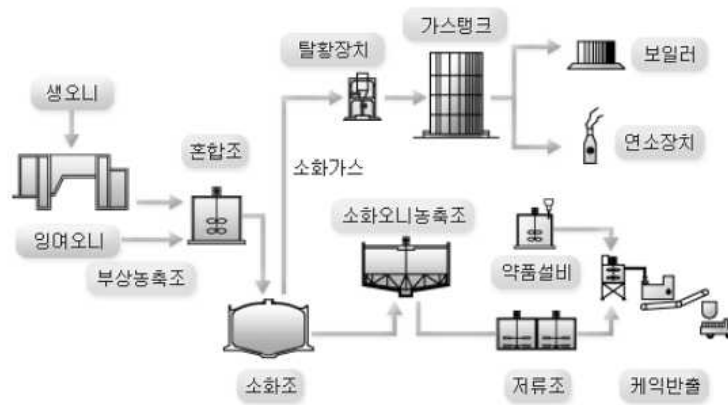 가스탱크
탈황장치
보일러
생오니
혼합조
연소장치
소화가스
소화오니농축조
잉여오니
부상농축조
약품설비
소화조
저류조
케익반출